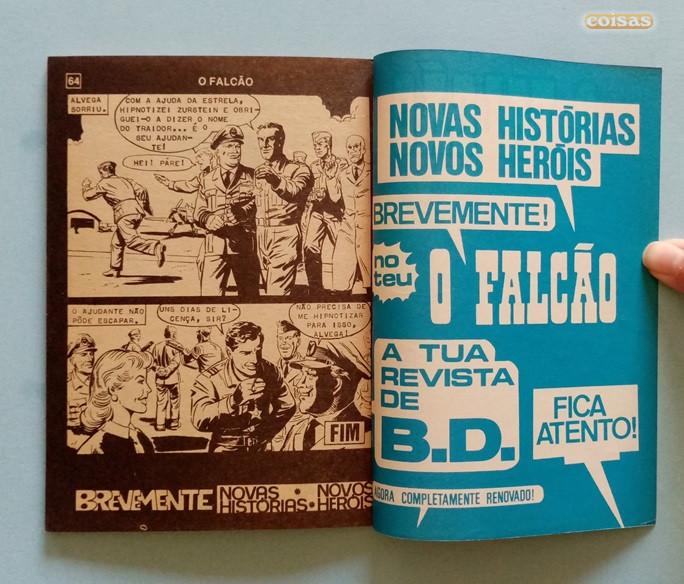 coisas
64
O FALCÃO
ALVEGA
SORRIU.
COM A AJUDA DA ESTRELA,
HIPNOTIZEI ZURSTEIN E OBRI-
GUEI-O A DIZER O NOME
DO TRAIDOR... É O
SEU AJUDAN-
TE!
HEI! PÁRE!
O AJUDANTE NÃO
PÔDE ESCAPAR.
UNS DIAS DE LI-
CENÇA, SIR?
NÃO PRECISA DE
ME HIPNOTIZAR
PARA ISSO,
ALVEGA!
FIM
BREVEMENTE NOVAS HISTÓRIAS • NOVOS HERÓIS
NOVAS HISTÓRIAS
NOVOS HERÓIS
BREVEMENTE!
no
teu
O FALCÃO
A TUA
REVISTA
DE
B.D.
FICA
ATENTO!
AGORA COMPLETAMENTE RENOVADO!